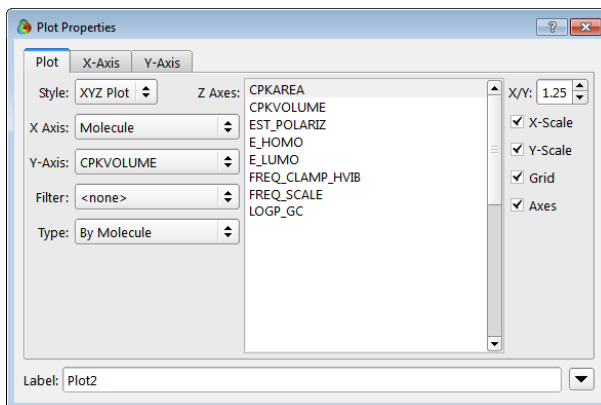 Plot Properties
?
Plot X-Axis Y-Axis
Style: XYZ Plot
X Axis: Molecule
Y-Axis: CPKVOLUME
Filter: <none>
Type: By Molecule
Z Axes:
CPKAREA
CPKVOLUME
EST_POLARIZ
E_HOMO
E_LUMO
FREQ_CLAMP_HVIB
FREQ_SCALE
LOGP_GC
X/Y: 1.25
X-Scale
Y-Scale
Grid
Axes
Label: Plot2